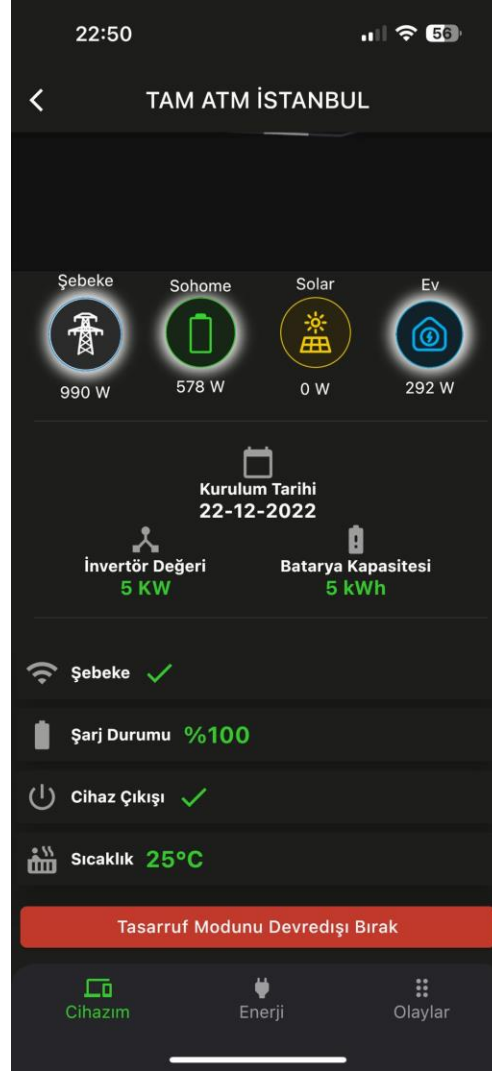 22:50
56
TAM ATM İSTANBUL
Şebeke
Sohome
Solar
Ev
990 W
578 W
0 W
292 W
Kurulum Tarihi
22-12-2022
İnvertör Değeri
Batarya Kapasitesi
5 KW
5 kWh
Şebeke
Şarj Durumu %100
Cihaz Çıkışı
Sıcaklık 25°C
Tasarruf Modunu Devredışı Bırak
Cihazım
Enerji
Olaylar